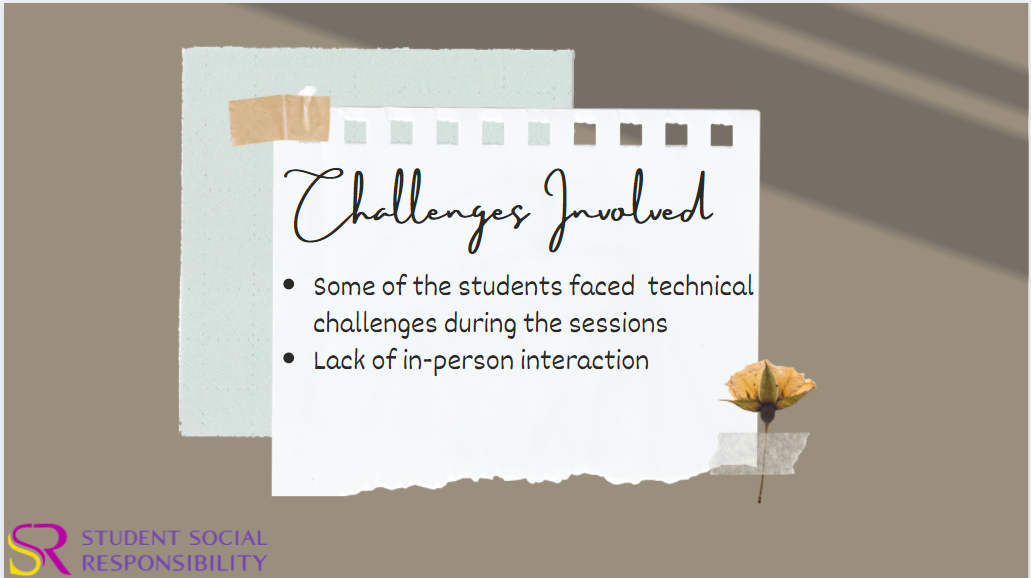 Challenges Involved
• Some of the students faced  technical
challenges during the sessions
• Lack of in-person interaction
SR STUDENT SOCIAL
RESPONSIBILITY